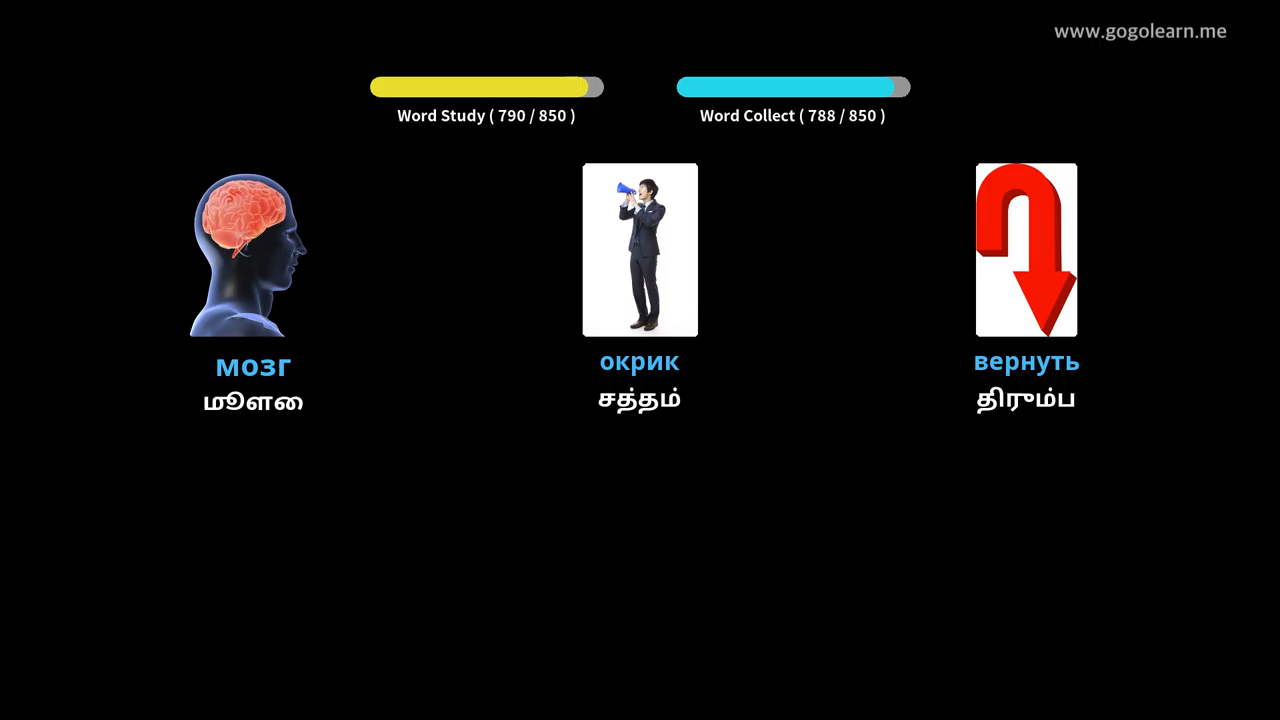 www.gogolearn.me
Word Study ( 790 / 850 )
Word Collect ( 788 / 850 )
мозг
மூளை
окрик
சத்தம்
вернуть
திரும்ப